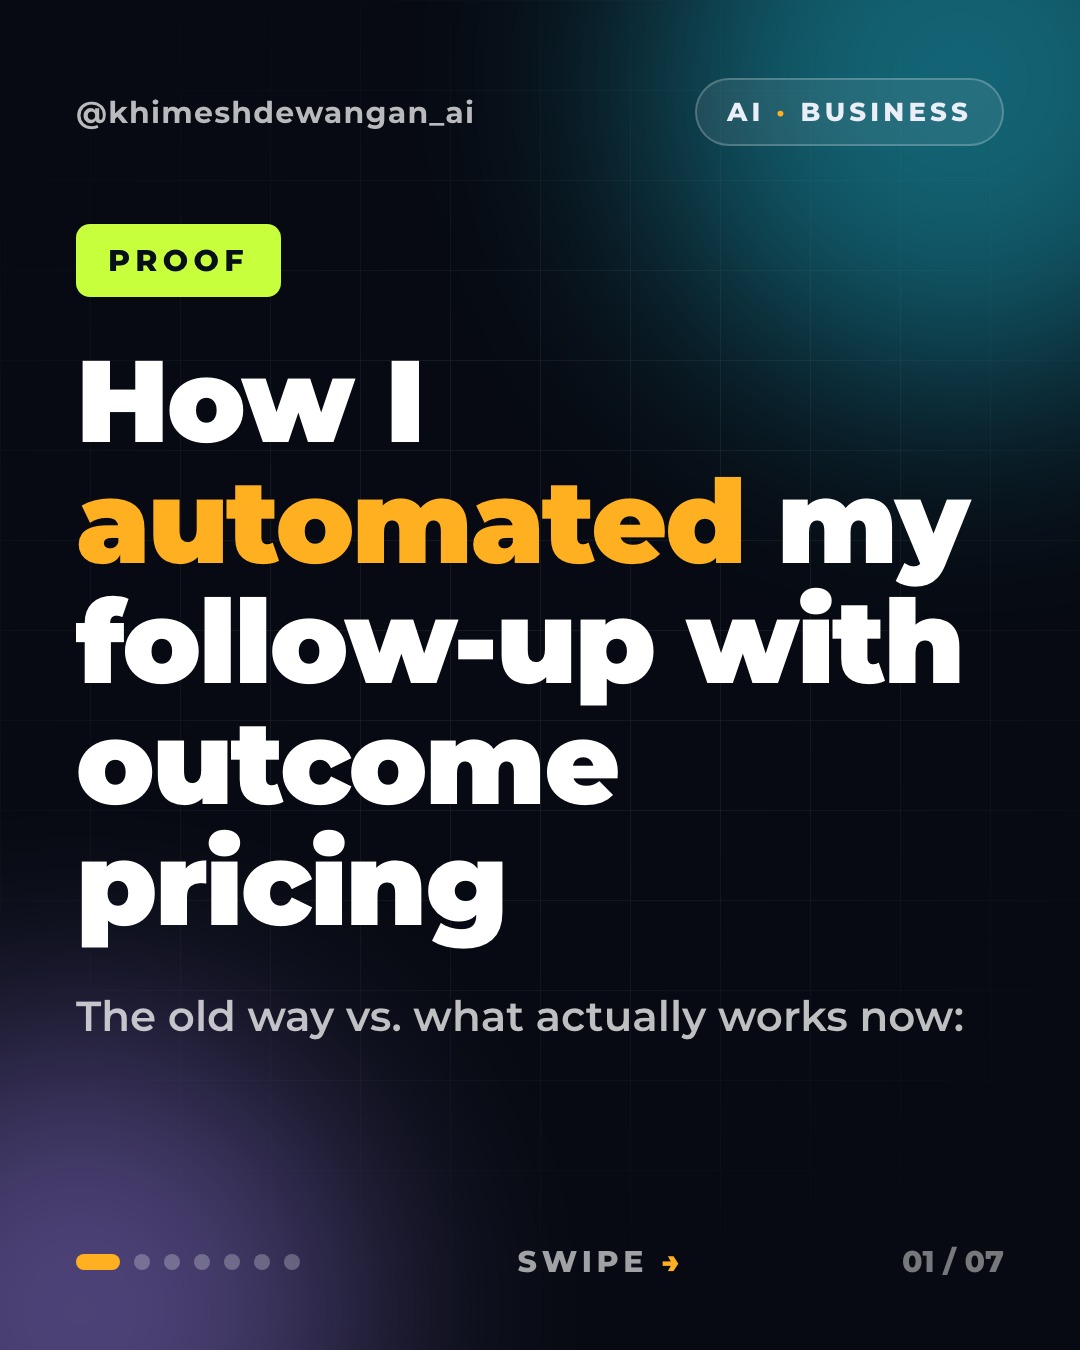 @khimeshdewangan_ai
AI · BUSINESS
PROOF
How I
automated my
follow-up with
outcome
pricing
The old way vs. what actually works now:
SWIPE →
01 / 07